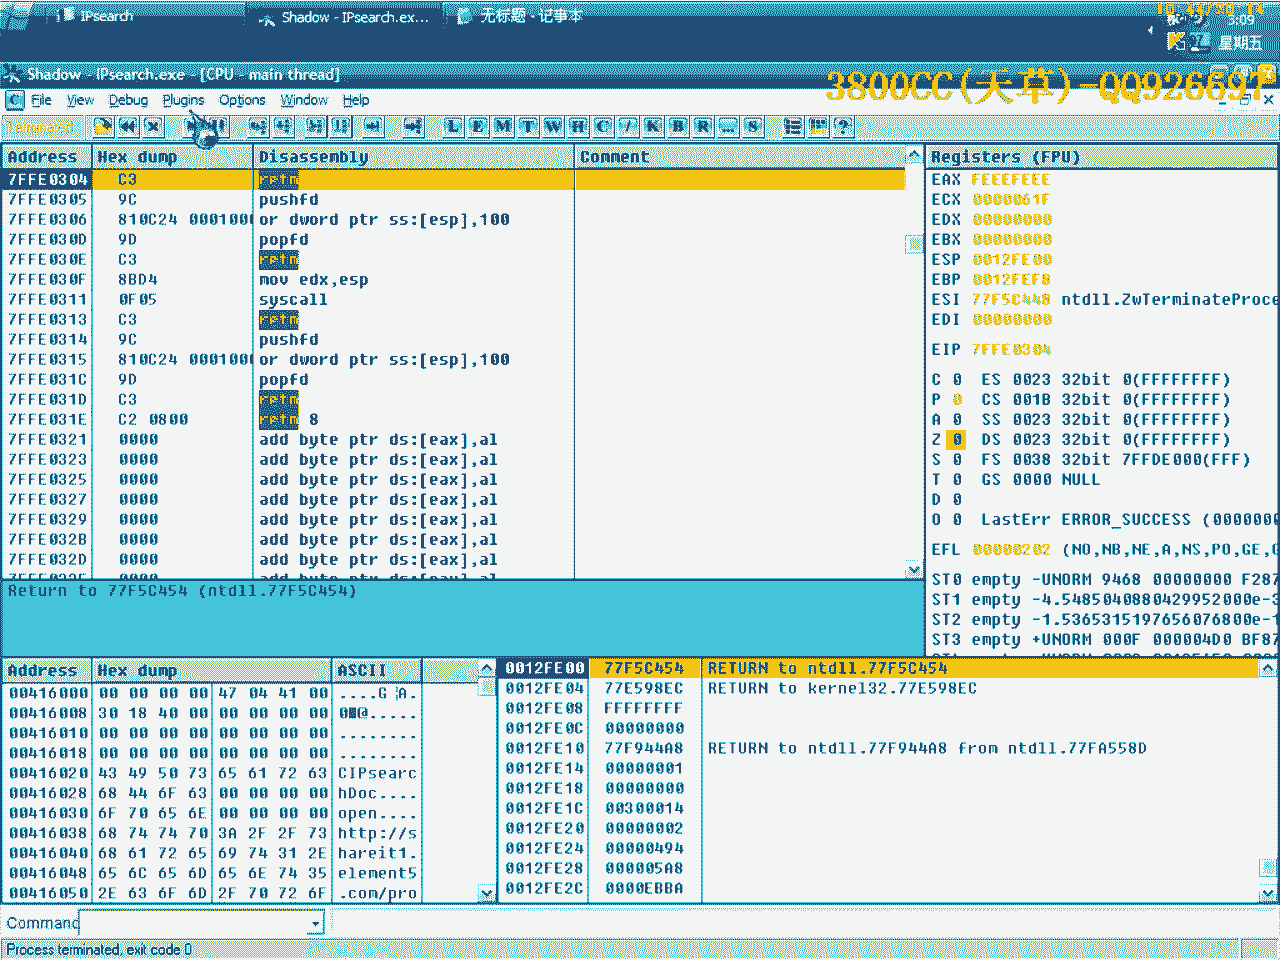 IPsearch
Shadow - IPsearch.ex...
无标题 - 记事本
3:09
星期五
Shadow - IPsearch.exe - [CPU - main thread]
3800CC(天草)-QQ926697
C File View Debug Plugins Options Window Help
Terminated
L E M T W H C / K B R ... S
?
Address Hex dump Disassembly Comment
7FFE0304 C3 retn
7FFE0305 9C pushfd
7FFE0306 810C24 0001000 or dword ptr ss:[esp],100
7FFE030D 9D popfd
7FFE030E C3 retn
7FFE030F 8BD4 mov edx,esp
7FFE0311 0F05 syscall
7FFE0313 C3 retn
7FFE0314 9C pushfd
7FFE0315 810C24 0001000 or dword ptr ss:[esp],100
7FFE031C 9D popfd
7FFE031D C3 retn
7FFE031E C2 0800 retn 8
7FFE0321 0000 add byte ptr ds:[eax],al
7FFE0323 0000 add byte ptr ds:[eax],al
7FFE0325 0000 add byte ptr ds:[eax],al
7FFE0327 0000 add byte ptr ds:[eax],al
7FFE0329 0000 add byte ptr ds:[eax],al
7FFE032B 0000 add byte ptr ds:[eax],al
7FFE032D 0000 add byte ptr ds:[eax],al
7FFE032F 0000 add byte ptr ds:[eax],al
Registers (FPU)
EAX FEEEFEEE
ECX 0000061F
EDX 00000000
EBX 00000000
ESP 0012FE00
EBP 0012FEF8
ESI 77F5C448 ntdll.ZwTerminateProce
EDI 00000000
EIP 7FFE0304
C 0 ES 0023 32bit 0(FFFFFFFF)
P 0 CS 001B 32bit 0(FFFFFFFF)
A 0 SS 0023 32bit 0(FFFFFFFF)
Z 0 DS 0023 32bit 0(FFFFFFFF)
S 0 FS 0038 32bit 7FFDE000(FFF)
T 0 GS 0000 NULL
D 0
O 0 LastErr ERROR_SUCCESS (0000000
EFL 00000202 (NO,NB,NE,A,NS,PO,GE,G
ST0 empty -UNORM 9468 00000000 F287
ST1 empty -4.5485040880429952000e-3
ST2 empty -1.5365315197656076800e-1
ST3 empty +UNORM 000F 000004D0 BF87
Return to 77F5C454 (ntdll.77F5C454)
Address Hex dump ASCII
00416000 00 00 00 00 47 04 41 00 ....G A.
00416008 30 18 40 00 00 00 00 00 0 @.....
00416010 00 00 00 00 00 00 00 00 ........
00416018 00 00 00 00 00 00 00 00 ........
00416020 43 49 50 73 65 61 72 63 CIPsearc
00416028 68 44 6F 63 00 00 00 00 hDoc....
00416030 6F 70 65 6E 00 00 00 00 open....
00416038 68 74 74 70 3A 2F 2F 73 http://s
00416040 68 61 72 65 69 74 31 2E hareit1.
00416048 65 6C 65 6D 65 6E 74 35 element5
00416050 2E 63 6F 6D 2F 70 72 6F .com/pro
0012FE00 77F5C454 RETURN to ntdll.77F5C454
0012FE04 77E598EC RETURN to kernel32.77E598EC
0012FE08 FFFFFFFF
0012FE0C 00000000
0012FE10 77F944A8 RETURN to ntdll.77F944A8 from ntdll.77FA558D
0012FE14 00000001
0012FE18 00000000
0012FE1C 00300014
0012FE20 00000002
0012FE24 00000494
0012FE28 000005A8
0012FE2C 0000EBBA
Command
Process terminated, exit code 0